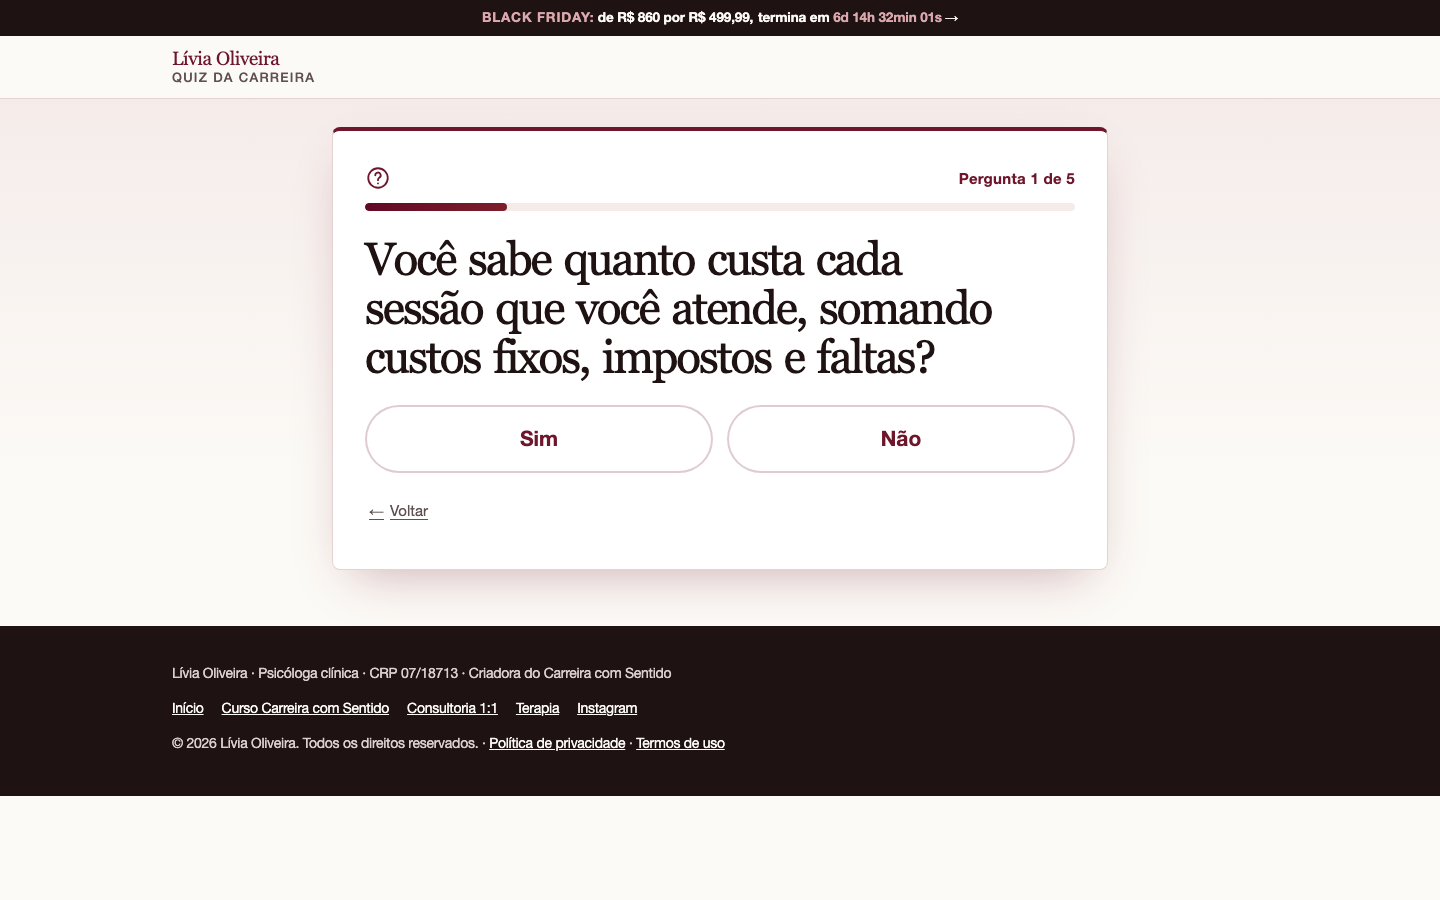 BLACK FRIDAY: de R$ 860 por R$ 499,99, termina em 6d 14h 32min 01s →
Lívia Oliveira
QUIZ DA CARREIRA
Pergunta 1 de 5
Você sabe quanto custa cada
sessão que você atende, somando
custos fixos, impostos e faltas?
Sim
Não
← Voltar
Lívia Oliveira · Psicóloga clínica · CRP 07/18713 · Criadora do Carreira com Sentido
Início Curso Carreira com Sentido Consultoria 1:1 Terapia Instagram
© 2026 Lívia Oliveira. Todos os direitos reservados. · Política de privacidade · Termos de uso